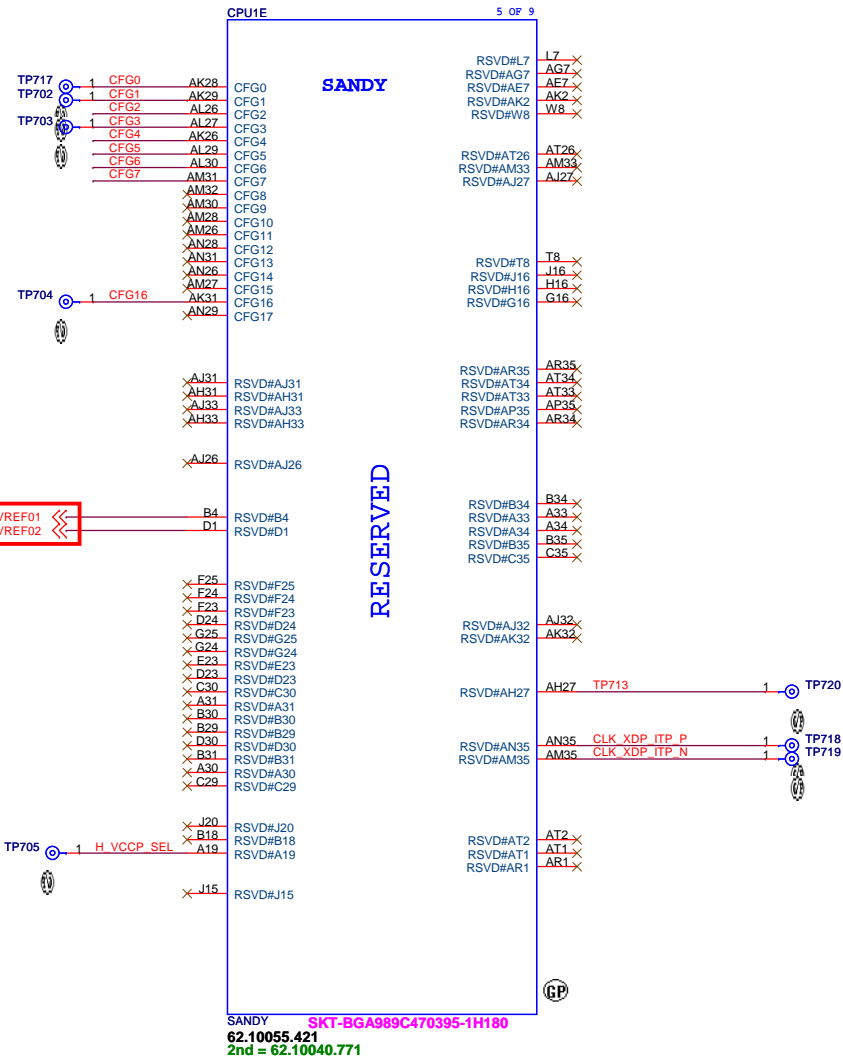 CPU1E 5 OF 9
SANDY
RESERVED
TP717 1 CFG0 AK28 CFG0
TP702 1 CFG1 AK29 CFG1
CFG2 AL26 CFG2
TP703 1 CFG3 AL27 CFG3
CFG4 AK26 CFG4
CFG5 AL29 CFG5
CFG6 AL30 CFG6
CFG7 AM31 CFG7
AM32 CFG8
AM30 CFG9
AM28 CFG10
AM26 CFG11
AN28 CFG12
AN31 CFG13
AN26 CFG14
AM27 CFG15
TP704 1 CFG16 AK31 CFG16
AN29 CFG17
AJ31 RSVD#AJ31
AH31 RSVD#AH31
AJ33 RSVD#AJ33
AH33 RSVD#AH33
AJ26 RSVD#AJ26
/REF01 B4 RSVD#B4
/REF02 D1 RSVD#D1
F25 RSVD#F25
F24 RSVD#F24
F23 RSVD#F23
D24 RSVD#D24
G25 RSVD#G25
G24 RSVD#G24
E23 RSVD#E23
D23 RSVD#D23
C30 RSVD#C30
A31 RSVD#A31
B30 RSVD#B30
B29 RSVD#B29
D30 RSVD#D30
B31 RSVD#B31
A30 RSVD#A30
C29 RSVD#C29
J20 RSVD#J20
B18 RSVD#B18
TP705 1 H_VCCP_SEL A19 RSVD#A19
J15 RSVD#J15
RSVD#L7 L7
RSVD#AG7 AG7
RSVD#AE7 AE7
RSVD#AK2 AK2
RSVD#W8 W8
RSVD#AT26 AT26
RSVD#AM33 AM33
RSVD#AJ27 AJ27
RSVD#T8 T8
RSVD#J16 J16
RSVD#H16 H16
RSVD#G16 G16
RSVD#AR35 AR35
RSVD#AT34 AT34
RSVD#AT33 AT33
RSVD#AP35 AP35
RSVD#AR34 AR34
RSVD#B34 B34
RSVD#A33 A33
RSVD#A34 A34
RSVD#B35 B35
RSVD#C35 C35
RSVD#AJ32 AJ32
RSVD#AK32 AK32
RSVD#AH27 AH27 TP713 1 TP720
RSVD#AN35 AN35 CLK_XDP_ITP_P 1 TP718
RSVD#AM35 AM35 CLK_XDP_ITP_N 1 TP719
RSVD#AT2 AT2
RSVD#AT1 AT1
RSVD#AR1 AR1
GP
SANDY SKT-BGA989C470395-1H180
62.10055.421
2nd = 62.10040.771